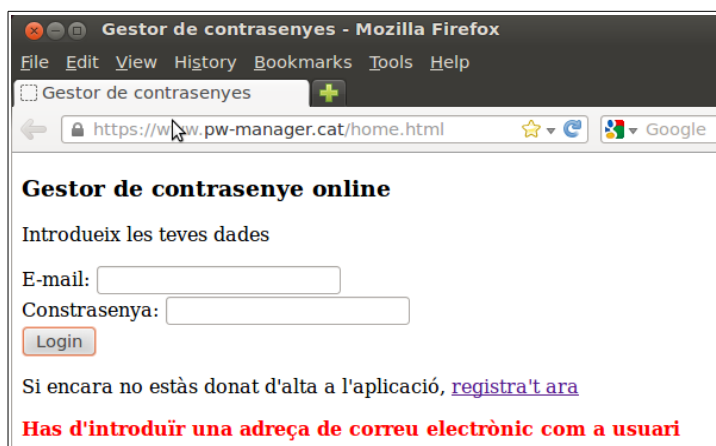 Gestor de contrasenyes - Mozilla Firefox
File Edit View History Bookmarks Tools Help
Gestor de contrasenyes
https://www.pw-manager.cat/home.html Google
Gestor de contrasenye online
Introdueix les teves dades
E-mail:
Constrasenya:
Login
Si encara no estàs donat d'alta a l'aplicació, registra't ara
Has d'introduïr una adreça de correu electrònic com a usuari